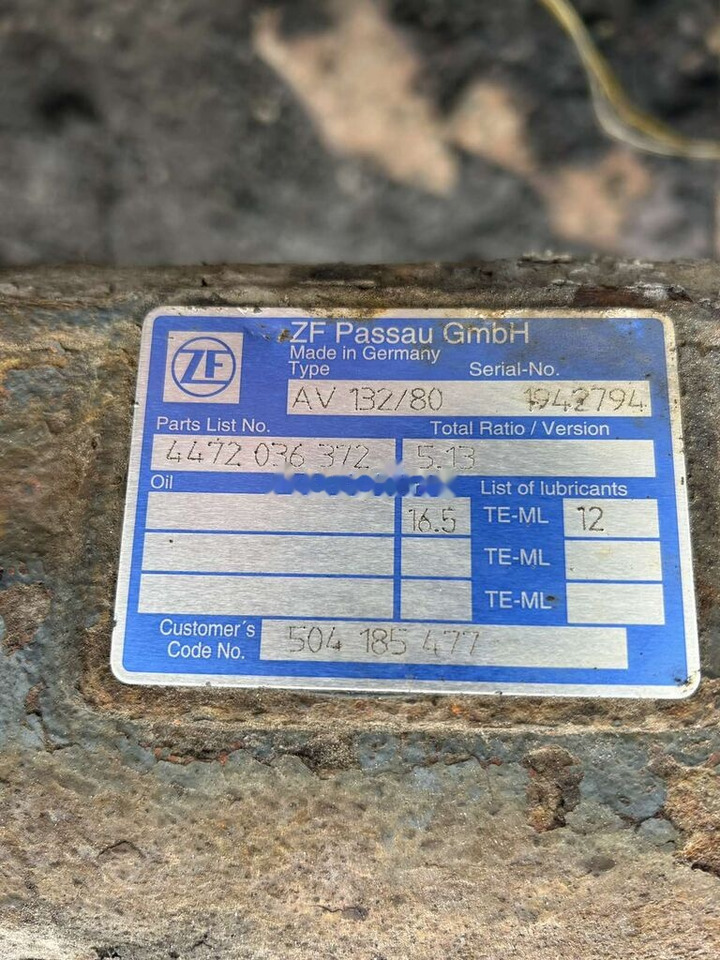 ZF
ZF Passau GmbH
Made in Germany
Type Serial-No.
AV 132/80 1942794
Parts List No. Total Ratio / Version
4472 036 372 5.13
Oil List of lubricants
16.5 TE-ML 12
TE-ML
TE-ML
Customer´s
Code No.
504 185 477